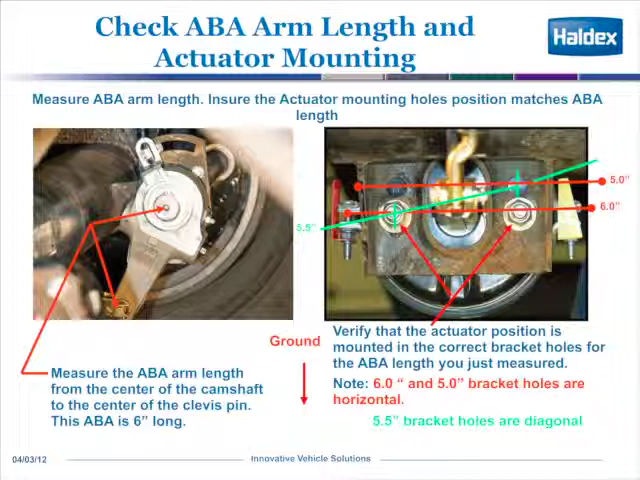 Check ABA Arm Length and
Actuator Mounting
Haldex
Measure ABA arm length. Insure the Actuator mounting holes position matches ABA
length
5.0”
6.0”
5.5”
Ground
Verify that the actuator position is
mounted in the correct bracket holes for
the ABA length you just measured.
Note: 6.0 “ and 5.0” bracket holes are
horizontal.
5.5” bracket holes are diagonal
Measure the ABA arm length
from the center of the camshaft
to the center of the clevis pin.
This ABA is 6” long.
04/03/12
Innovative Vehicle Solutions